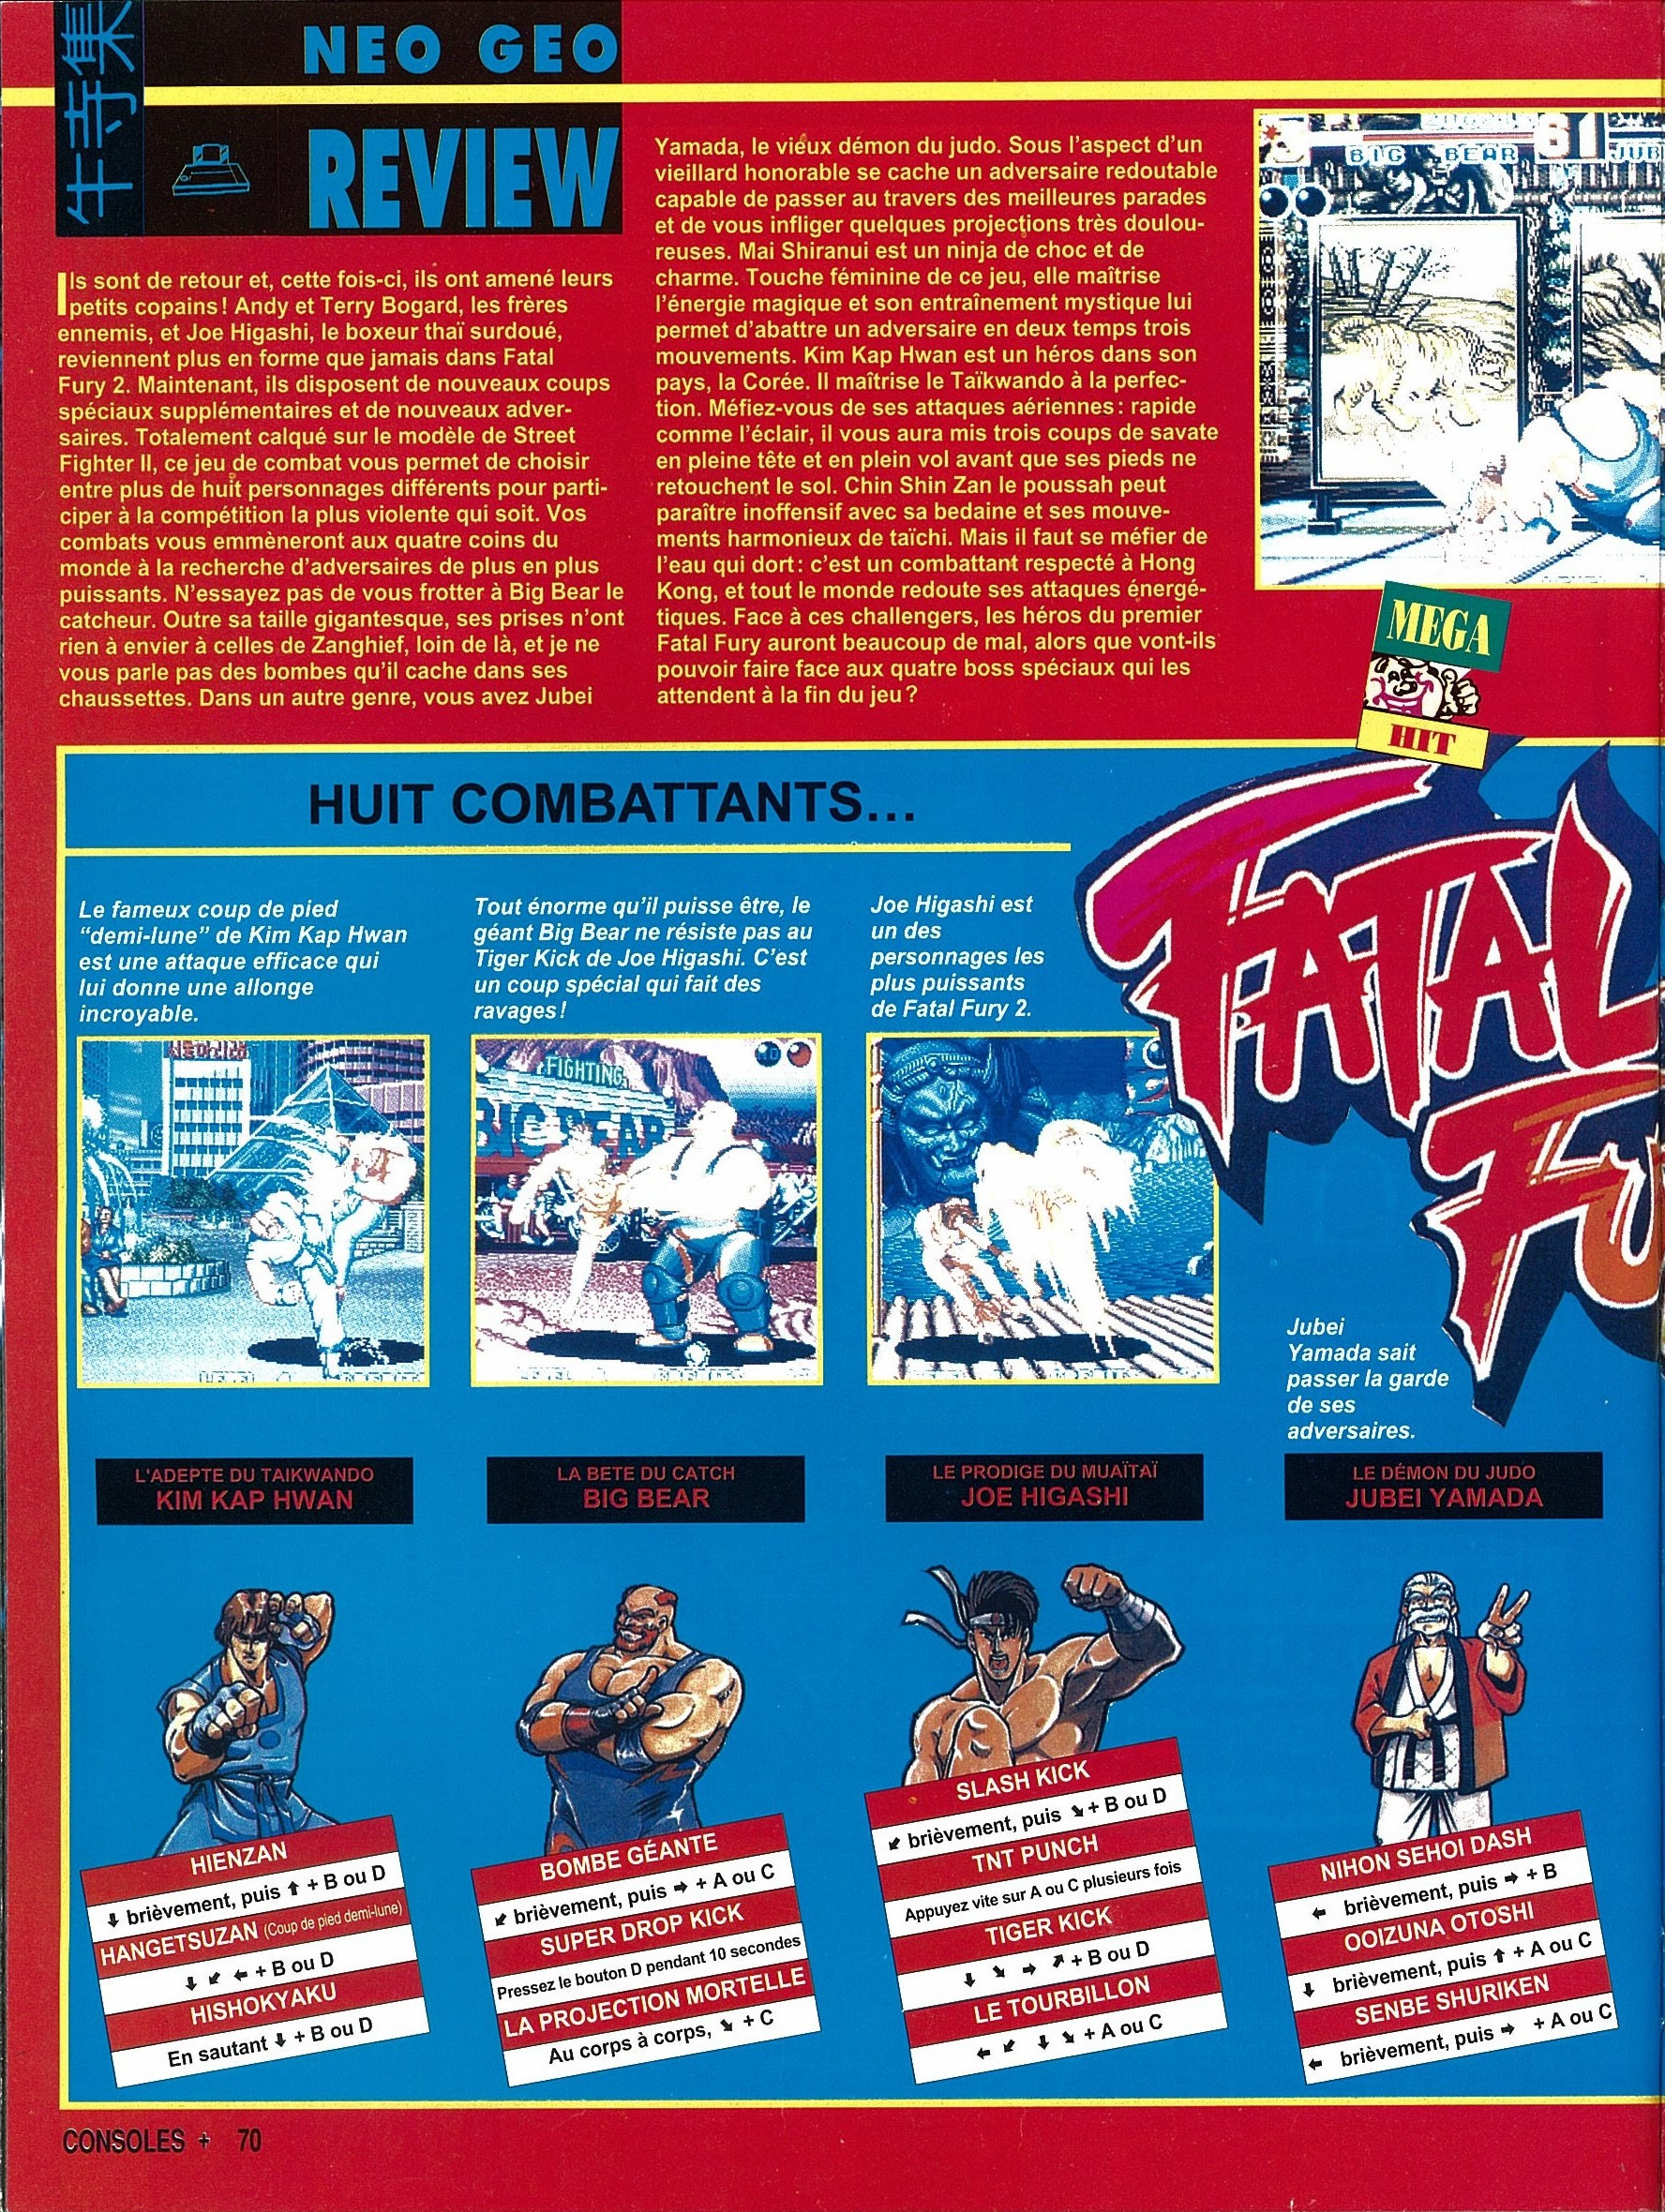 NEO GEO
REVIEW
Ils sont de retour et, cette fois-ci, ils ont amené leurs
petits copains! Andy et Terry Bogard, les frères
ennemis, et Joe Higashi, le boxeur thaï surdoué,
reviennent plus en forme que jamais dans Fatal
Fury 2. Maintenant, ils disposent de nouveaux coups
spéciaux supplémentaires et de nouveaux adver-
saires. Totalement calqué sur le modèle de Street
Fighter II, ce jeu de combat vous permet de choisir
entre plus de huit personnages différents pour parti-
ciper à la compétition la plus violente qui soit. Vos
combats vous emmèneront aux quatre coins du
monde à la recherche d'adversaires de plus en plus
puissants. N'essayez pas de vous frotter à Big Bear le
catcheur. Outre sa taille gigantesque, ses prises n'ont
rien à envier à celles de Zanghief, loin de là, et je ne
vous parle pas des bombes qu'il cache dans ses
chaussettes. Dans un autre genre, vous avez Jubei
Yamada, le vieux démon du judo. Sous l'aspect d'un
vieillard honorable se cache un adversaire redoutable
capable de passer au travers des meilleures parades
et de vous infliger quelques projections très doulou-
reuses. Mai Shiranui est un ninja de choc et de
charme. Touche féminine de ce jeu, elle maîtrise
l'énergie magique et son entraînement mystique lui
permet d'abattre un adversaire en deux temps trois
mouvements. Kim Kap Hwan est un héros dans son
pays, la Corée. Il maîtrise le Taïkwando à la perfec-
tion. Méfiez-vous de ses attaques aériennes: rapide
comme l'éclair, il vous aura mis trois coups de savate
en pleine tête et en plein vol avant que ses pieds ne
retouchent le sol. Chin Shin Zan le poussah peut
paraître inoffensif avec sa bedaine et ses mouve-
ments harmonieux de taïchi. Mais il faut se méfier de
l'eau qui dort: c'est un combattant respecté à Hong
Kong, et tout le monde redoute ses attaques énergé-
tiques. Face à ces challengers, les héros du premier
Fatal Fury auront beaucoup de mal, alors que vont-ils
pouvoir faire face aux quatre boss spéciaux qui les
attendent à la fin du jeu?
BIG BEAR 61 JUB
MEGA
HIT
HUIT COMBATTANTS...
FATAL
FU
Le fameux coup de pied
"demi-lune" de Kim Kap Hwan
est une attaque efficace qui
lui donne une allonge
incroyable.
Tout énorme qu'il puisse être, le
géant Big Bear ne résiste pas au
Tiger Kick de Joe Higashi. C'est
un coup spécial qui fait des
ravages!
Joe Higashi est
un des
personnages les
plus puissants
de Fatal Fury 2.
FIGHTING
BIG BEAR
Jubei
Yamada sait
passer la garde
de ses
adversaires.
L'ADEPTE DU TAIKWANDO
KIM KAP HWAN
LA BETE DU CATCH
BIG BEAR
LE PRODIGE DU MUAÏTAÏ
JOE HIGASHI
LE DÉMON DU JUDO
JUBEI YAMADA
HIENZAN
↓ brièvement, puis ↑ + B ou D
HANGETSUZAN (Coup de pied demi-lune)
↓ ↙ ← + B ou D
HISHOKYAKU
En sautant ↓ + B ou D
BOMBE GÉANTE
↙ brièvement, puis → + A ou C
SUPER DROP KICK
Pressez le bouton D pendant 10 secondes
LA PROJECTION MORTELLE
Au corps à corps, ↘ + C
SLASH KICK
↙ brièvement, puis ↘ + B ou D
TNT PUNCH
Appuyez vite sur A ou C plusieurs fois
TIGER KICK
↓ ↘ → ↗ + B ou D
LE TOURBILLON
← ↙ ↓ ↘ + A ou C
NIHON SEHOI DASH
← brièvement, puis → + B
OOIZUNA OTOSHI
↓ brièvement, puis ↑ + A ou C
SENBE SHURIKEN
← brièvement, puis → + A ou C
CONSOLES + 70